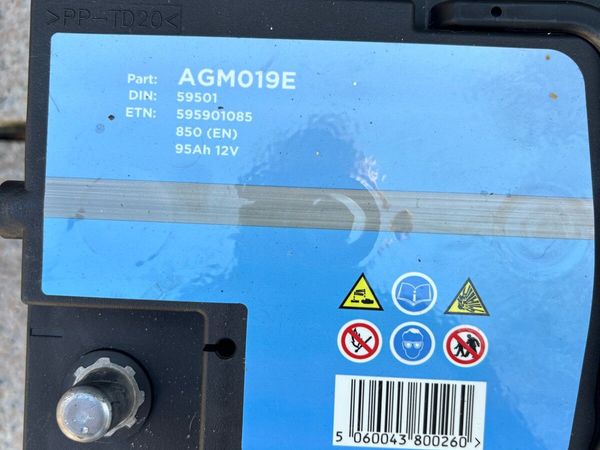 >PP-TD20<
Part: AGM019E
DIN: 59501
ETN: 595901085
850 (EN)
95Ah 12V
5 060043 800260>